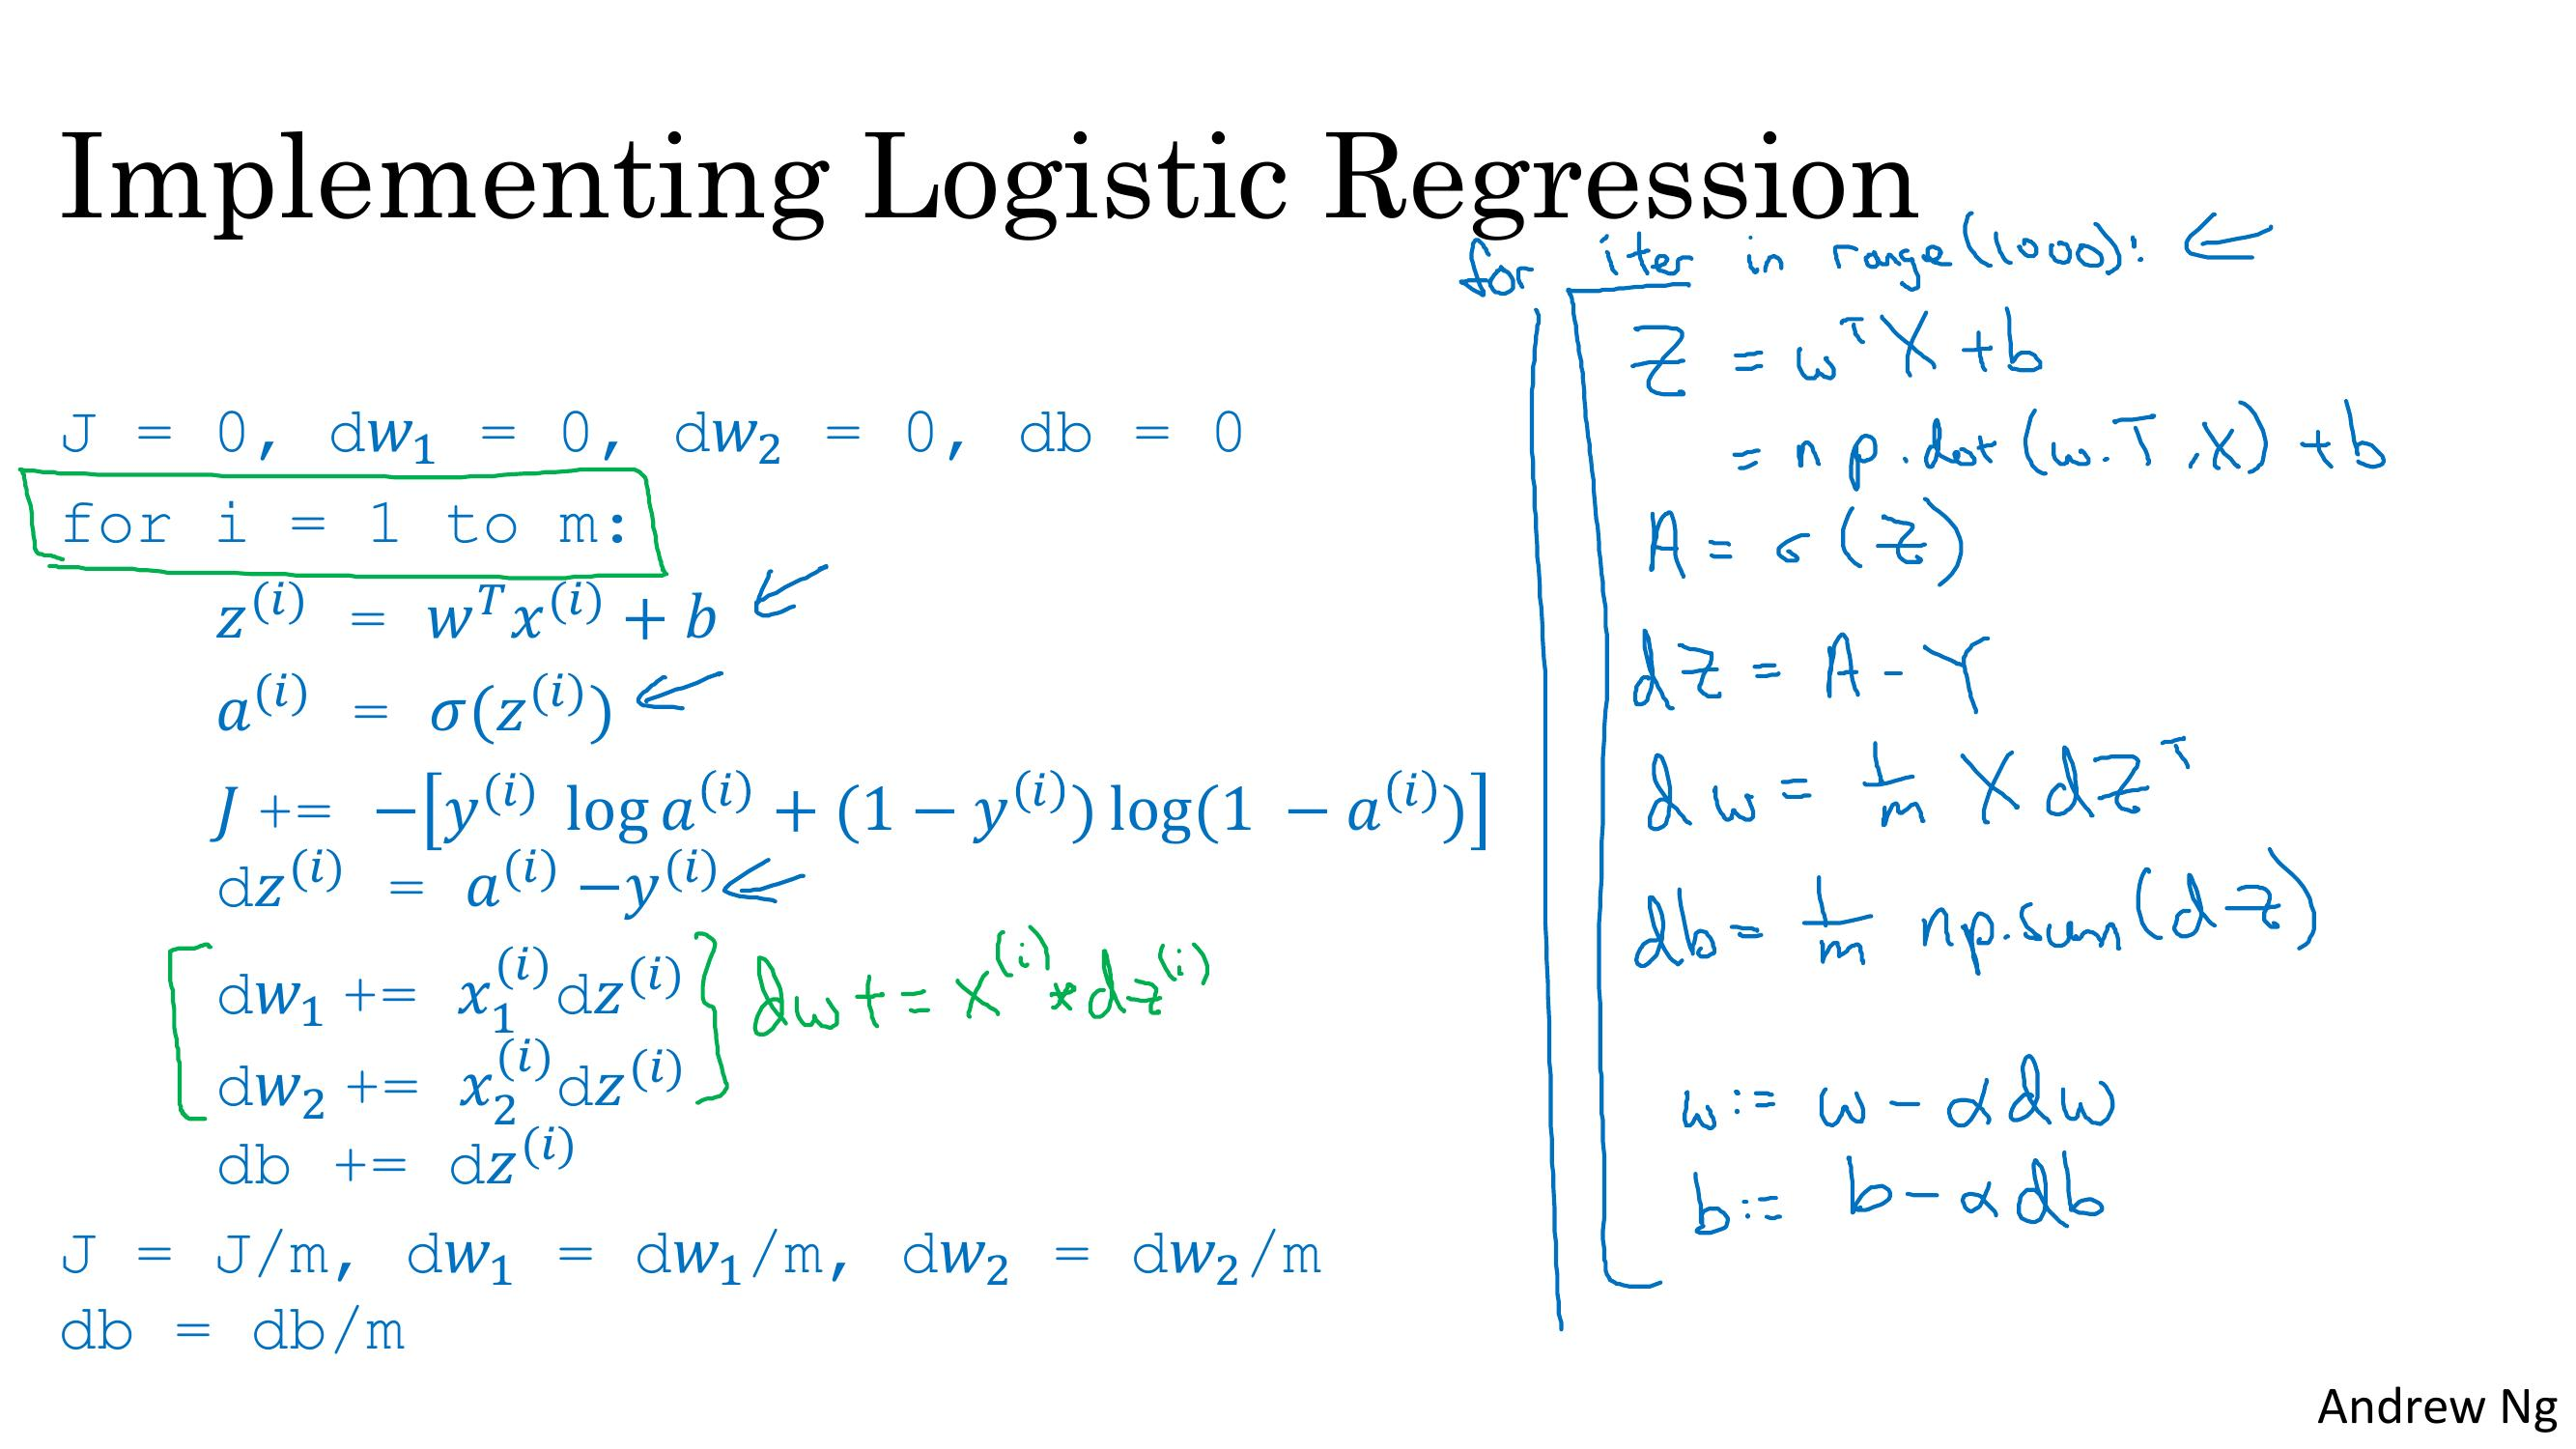 Implementing Logistic Regression
J = 0, dw₁ = 0, dw₂ = 0, db = 0
for i = 1 to m:
z⁽ⁱ⁾ = wᵀx⁽ⁱ⁾ + b
a⁽ⁱ⁾ = σ(z⁽ⁱ⁾)
J += −[y⁽ⁱ⁾ log a⁽ⁱ⁾ + (1 − y⁽ⁱ⁾) log(1 − a⁽ⁱ⁾)]
dz⁽ⁱ⁾ = a⁽ⁱ⁾ −y⁽ⁱ⁾
dw₁ += x₁⁽ⁱ⁾dz⁽ⁱ⁾
dw₂ += x₂⁽ⁱ⁾dz⁽ⁱ⁾
dw += x⁽ⁱ⁾ * dz⁽ⁱ⁾
db += dz⁽ⁱ⁾
J = J/m, dw₁ = dw₁/m, dw₂ = dw₂/m
db = db/m
for iter in range(1000):
Z = wᵀX + b
= np.dot(w.T,X) + b
A = σ(Z)
dZ = A - Y
dw = 1/m X dZᵀ
db = 1/m np.sum(dZ)
w := w - αdw
b := b - αdb
Andrew Ng